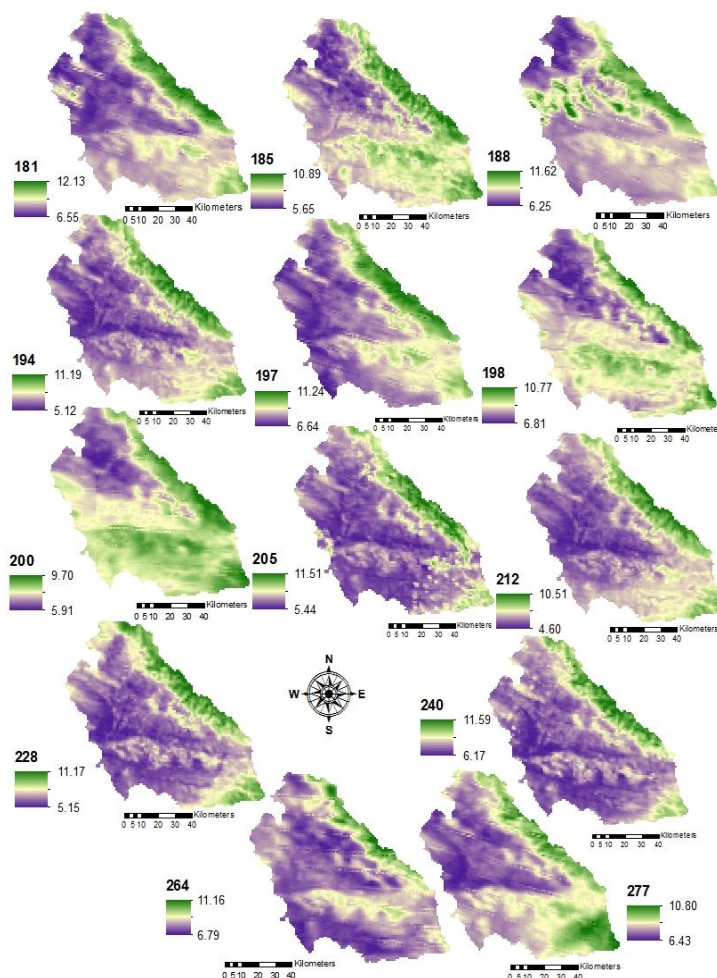 181
12.13
6.55
0 5 10 20 30 40
Kilometers
185
10.89
5.65
0 5 10 20 30 40
Kilometers
188
11.62
6.25
0 5 10 20 30 40
Kilometers
194
11.19
5.12
0 5 10 20 30 40
Kilometers
197
11.24
6.64
0 5 10 20 30 40
Kilometers
198
10.77
6.81
0 5 10 20 30 40
Kilometers
200
9.70
5.91
0 5 10 20 30 40
Kilometers
205
11.51
5.44
0 5 10 20 30 40
Kilometers
212
10.51
4.60
0 5 10 20 30 40
Kilometers
N
W E
S
228
11.17
5.15
0 5 10 20 30 40
Kilometers
240
11.59
6.17
0 5 10 20 30 40
Kilometers
264
11.16
6.79
0 5 10 20 30 40
Kilometers
277
10.80
6.43
0 5 10 20 30 40
Kilometers